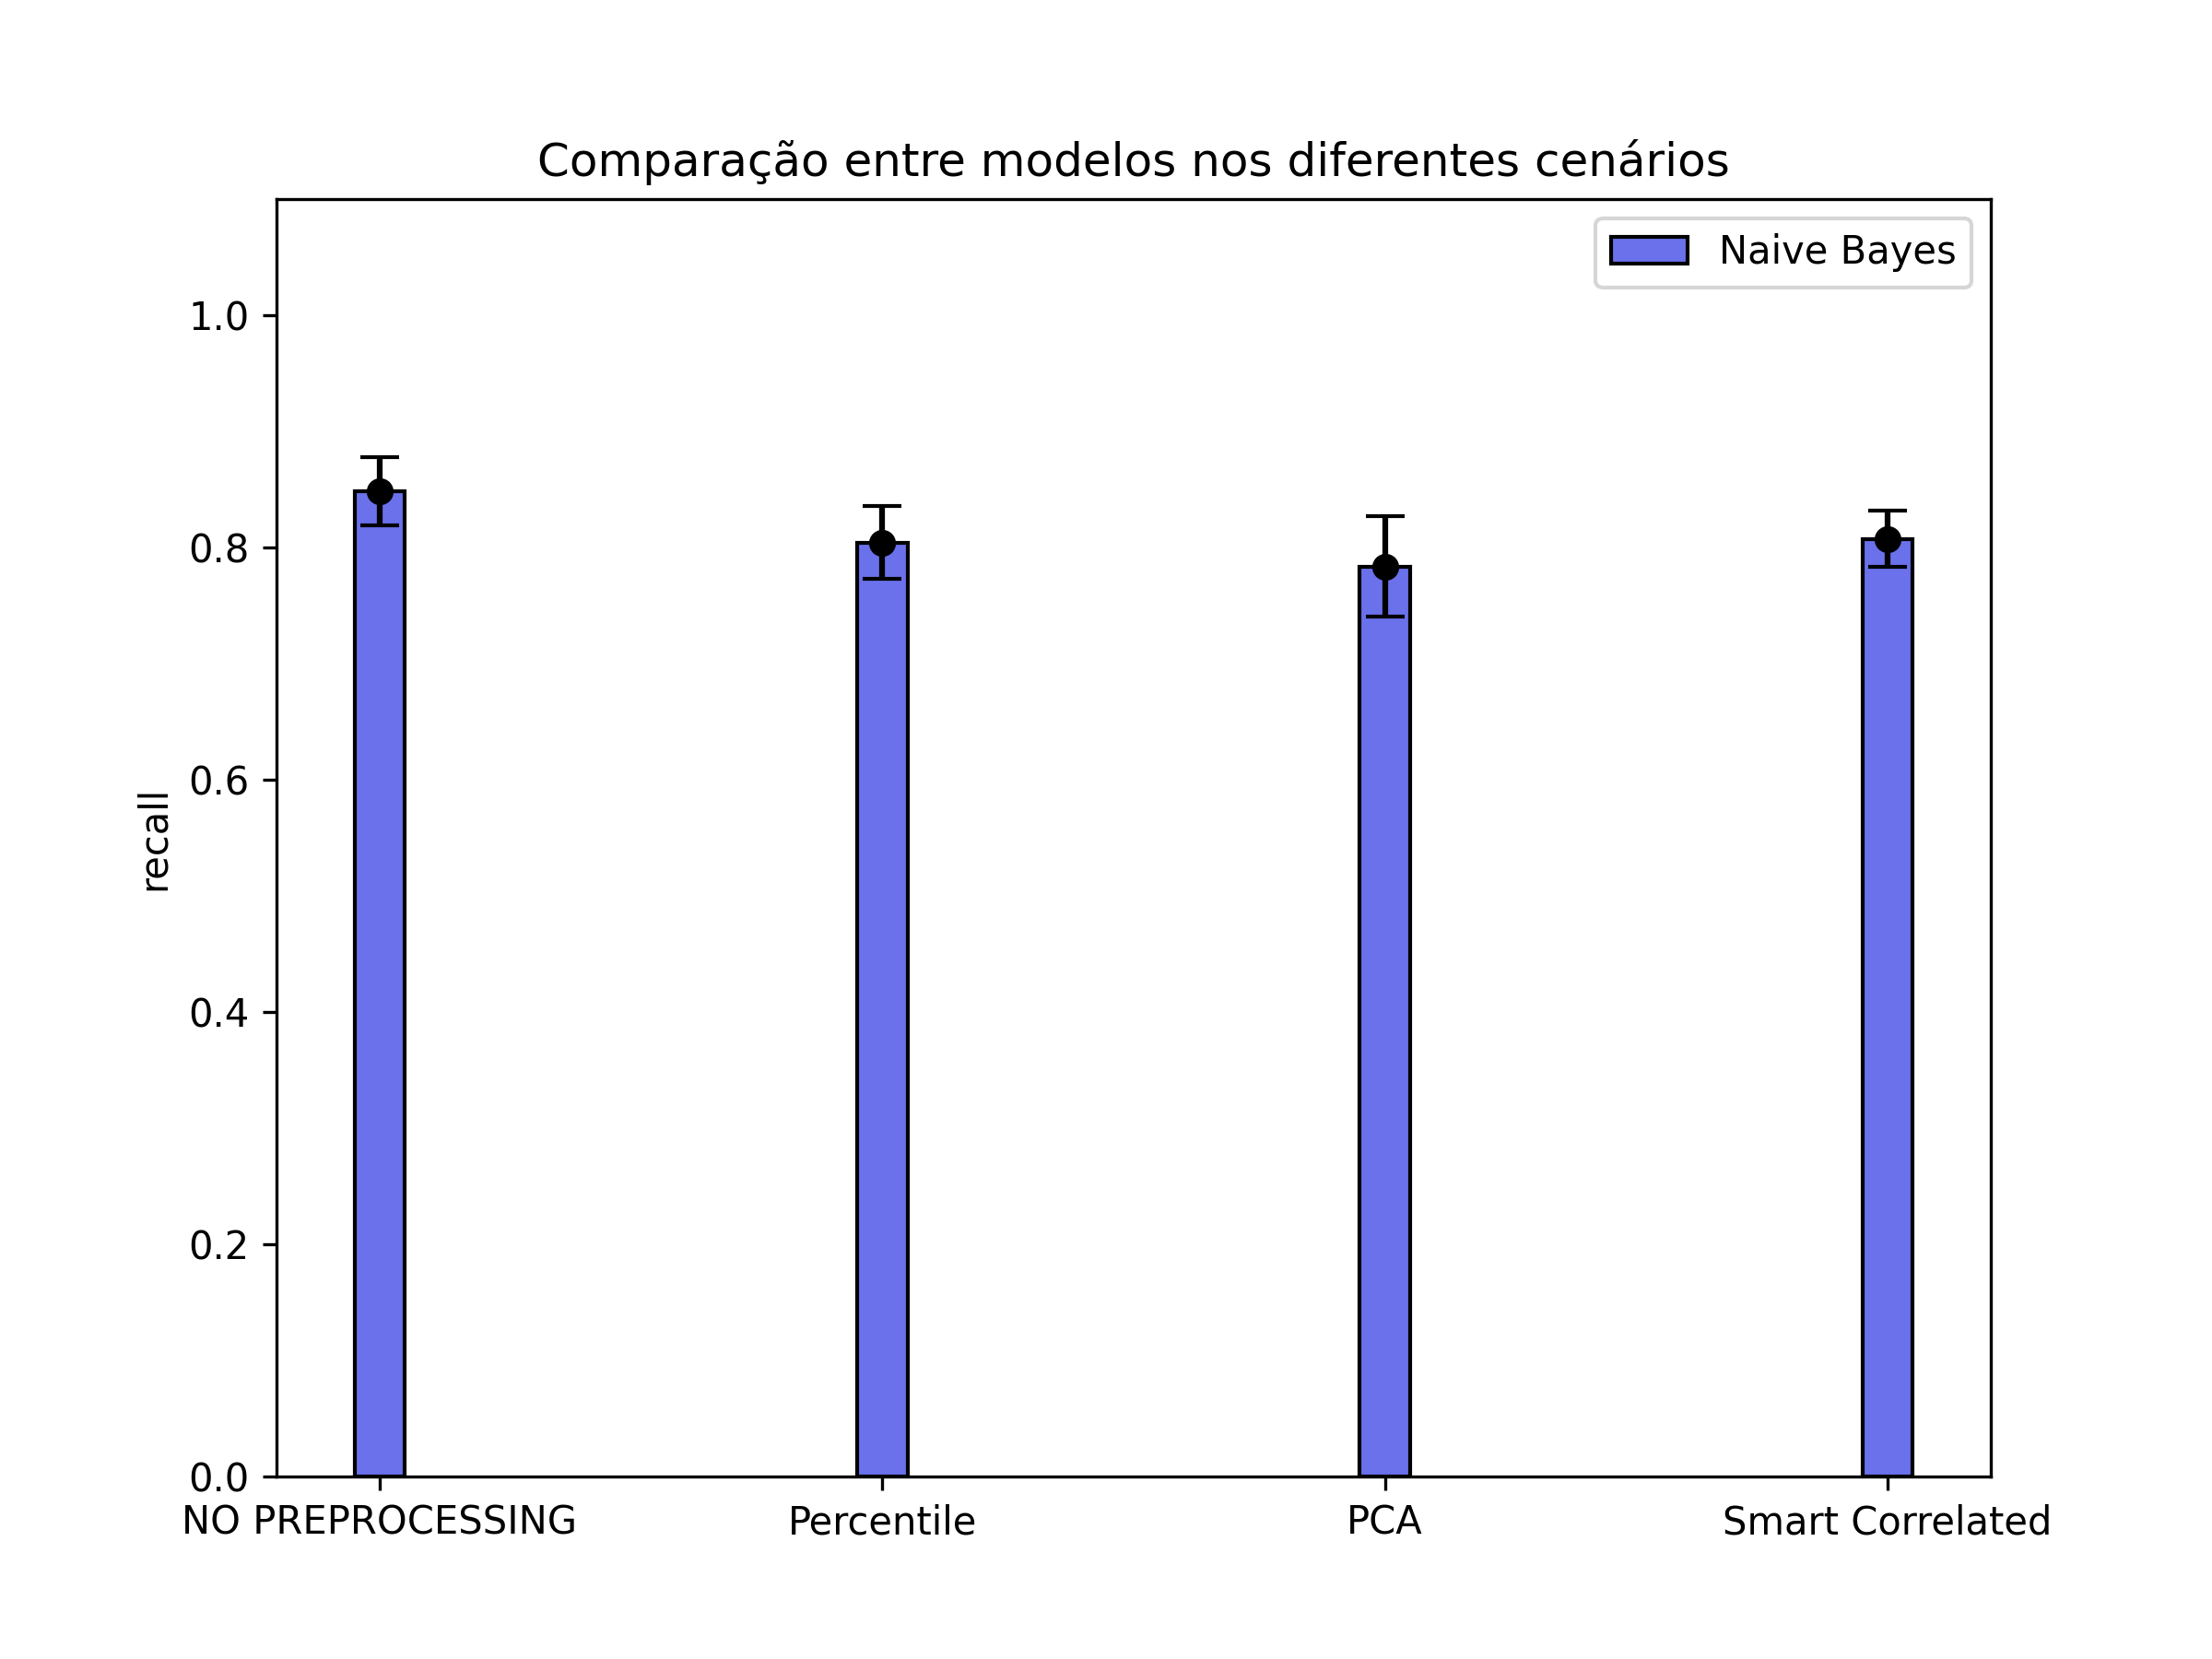 Comparação entre modelos nos diferentes cenários
Naive Bayes
1.0
0.8
0.6
0.4
0.2
0.0
recall
NO PREPROCESSING
Percentile
PCA
Smart Correlated